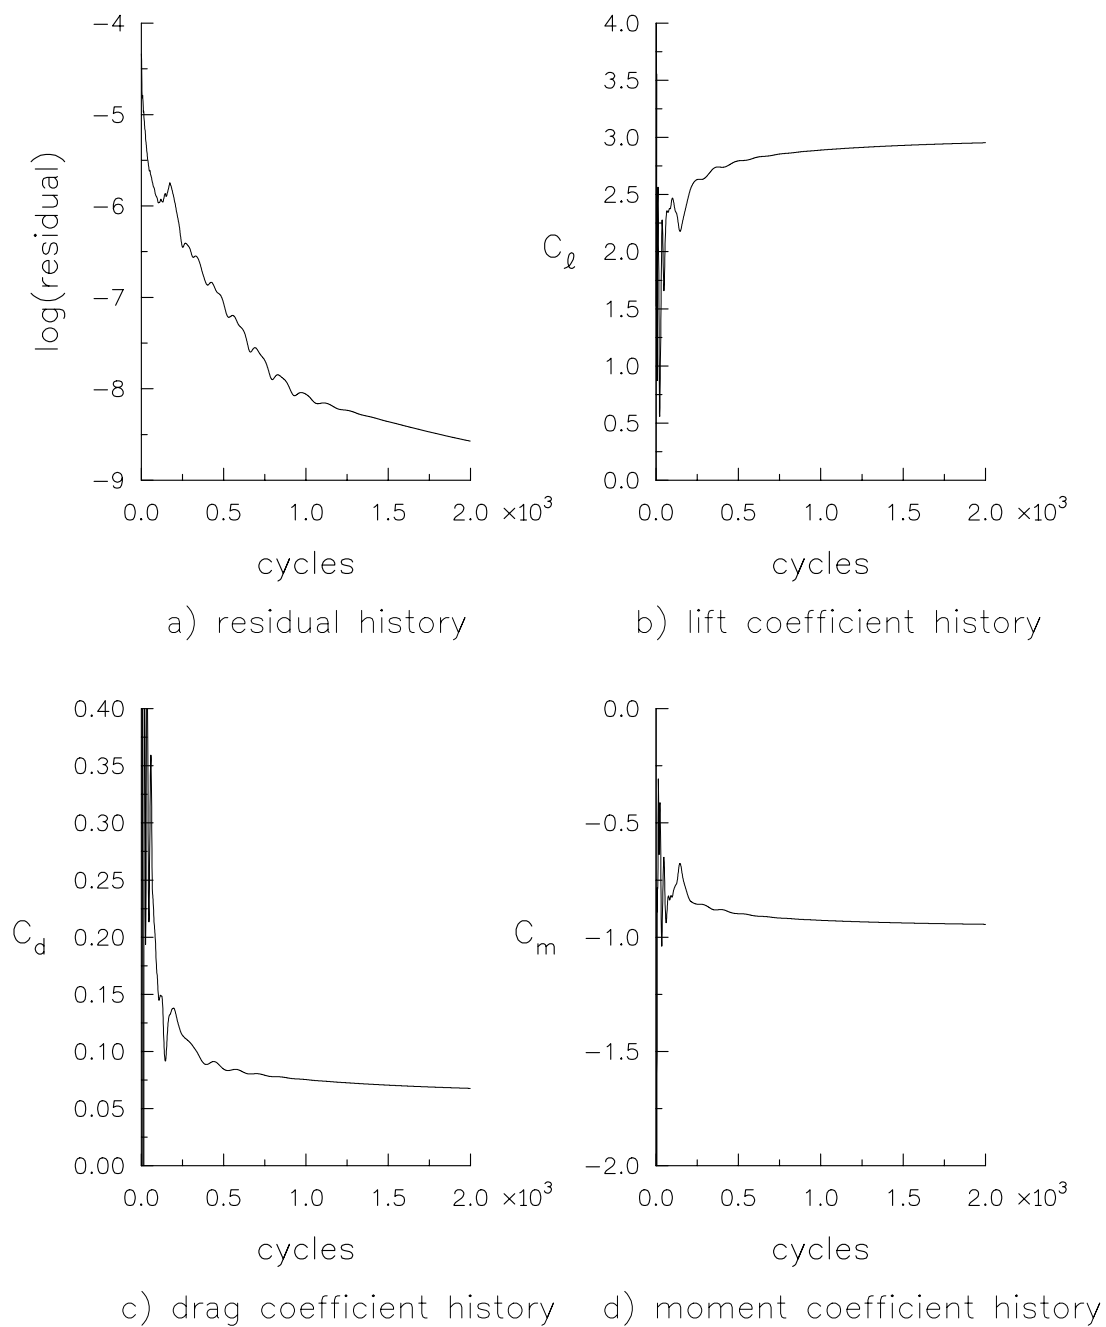 −4
−5
−6
−7
−8
−9
log(residual)
0.0 0.5 1.0 1.5 2.0 ×10³
cycles
a) residual history
4.0
3.5
3.0
2.5
2.0
1.5
1.0
0.5
0.0
C_ℓ
0.0 0.5 1.0 1.5 2.0 ×10³
cycles
b) lift coefficient history
0.40
0.35
0.30
0.25
0.20
0.15
0.10
0.05
0.00
C_d
0.0 0.5 1.0 1.5 2.0 ×10³
cycles
c) drag coefficient history
0.0
−0.5
−1.0
−1.5
−2.0
C_m
0.0 0.5 1.0 1.5 2.0 ×10³
cycles
d) moment coefficient history